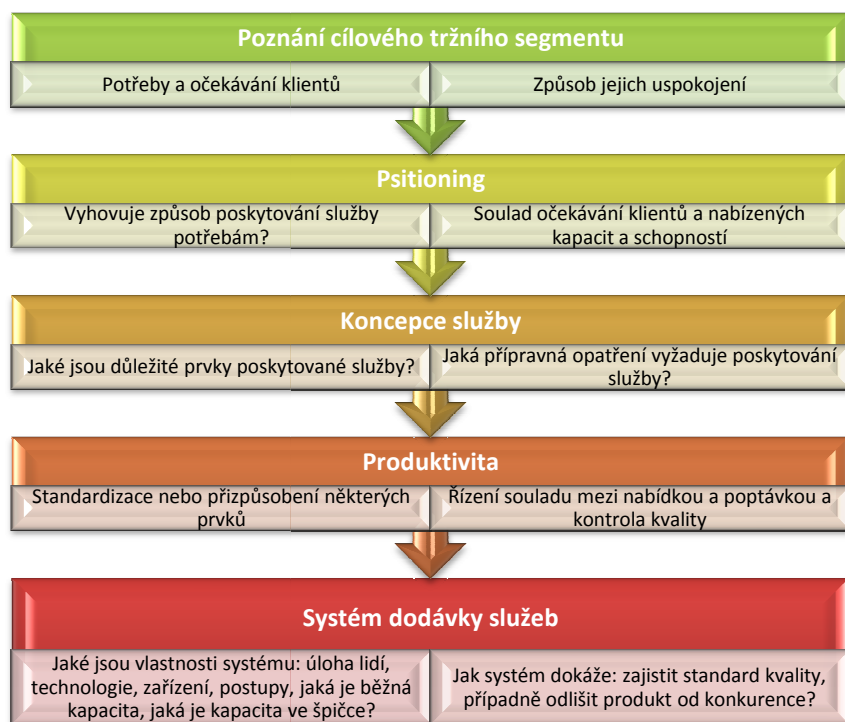 Poznání cílového tržního segmentu
Potřeby a očekávání klientů
Způsob jejich uspokojení
Psitioning
Vyhovuje způsob poskytování služby
potřebám?
Soulad očekávání klientů a nabízených
kapacit a schopností
Koncepce služby
Jaké jsou důležité prvky poskytované služby?
Jaká přípravná opatření vyžaduje poskytování
služby?
Produktivita
Standardizace nebo přizpůsobení některých
prvků
Řízení souladu mezi nabídkou a poptávkou a
kontrola kvality
Systém dodávky služeb
Jaké jsou vlastnosti systému: úloha lidí,
technologie, zařízení, postupy, jaká je běžná
kapacita, jaká je kapacita ve špičce?
Jak systém dokáže: zajistit standard kvality,
případně odlišit produkt od konkurence?